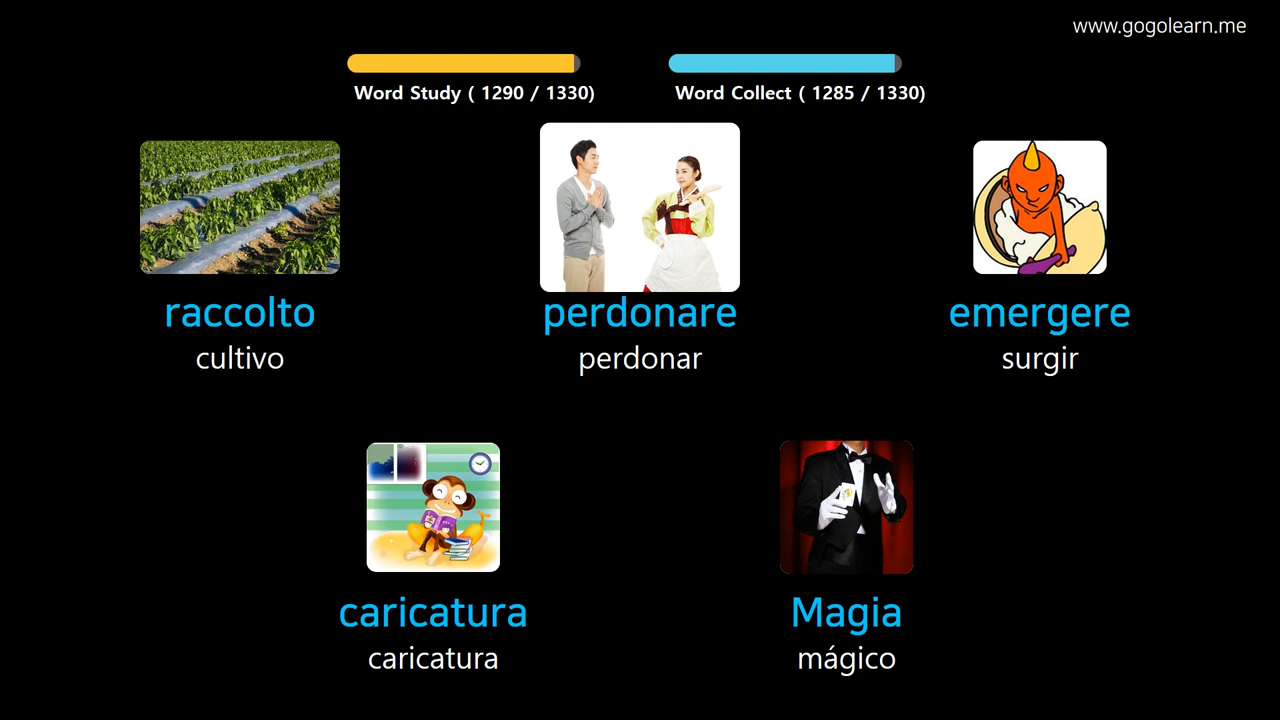 www.gogolearn.me
Word Study ( 1290 / 1330)
Word Collect ( 1285 / 1330)
raccolto
cultivo
perdonare
perdonar
emergere
surgir
caricatura
caricatura
Magia
mágico